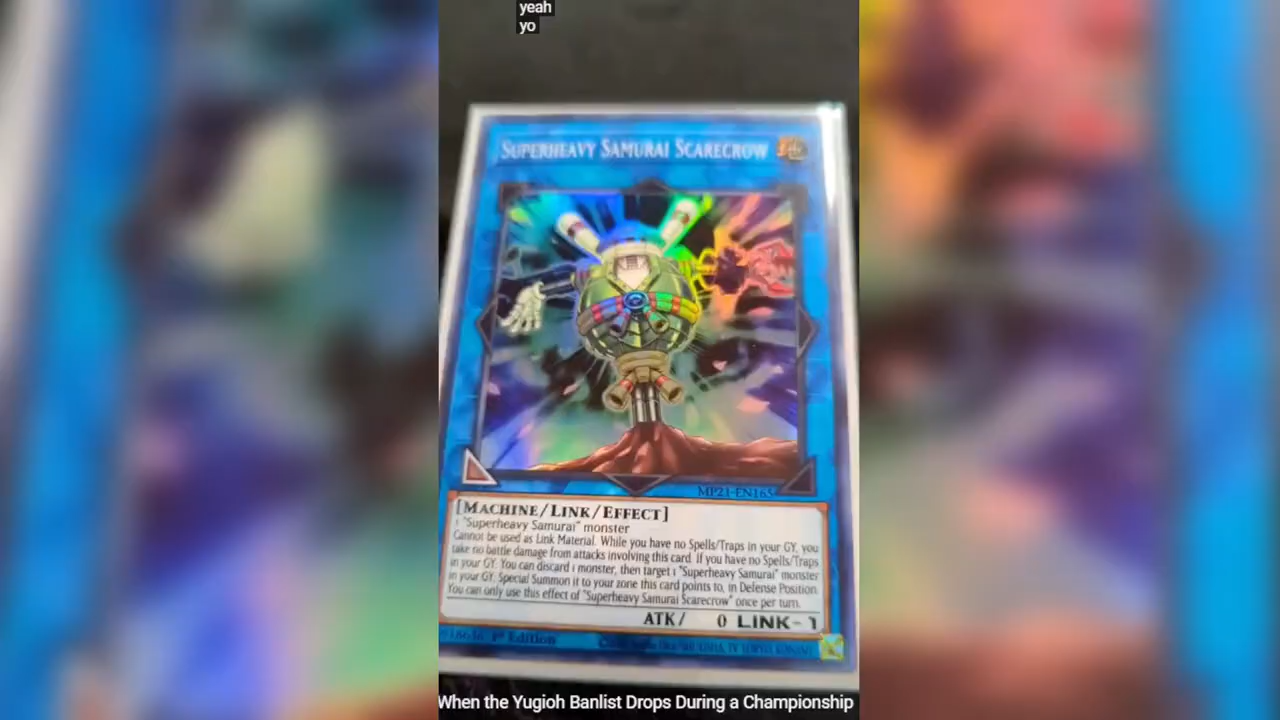 yeah
yo
SUPERHEAVY SAMURAI SCARECROW
MP21-EN165
[MACHINE/LINK/EFFECT]
1 "Superheavy Samurai" monster
Cannot be used as Link Material. While you have no Spells/Traps in your GY, you
take no battle damage from attacks involving this card. If you have no Spells/Traps
in your GY: You can discard 1 monster, then target 1 "Superheavy Samurai" monster
in your GY; Special Summon it to your zone this card points to, in Defense Position.
You can only use this effect of "Superheavy Samurai Scarecrow" once per turn.
ATK/ 0 LINK-1
1st Edition
When the Yugioh Banlist Drops During a Championship